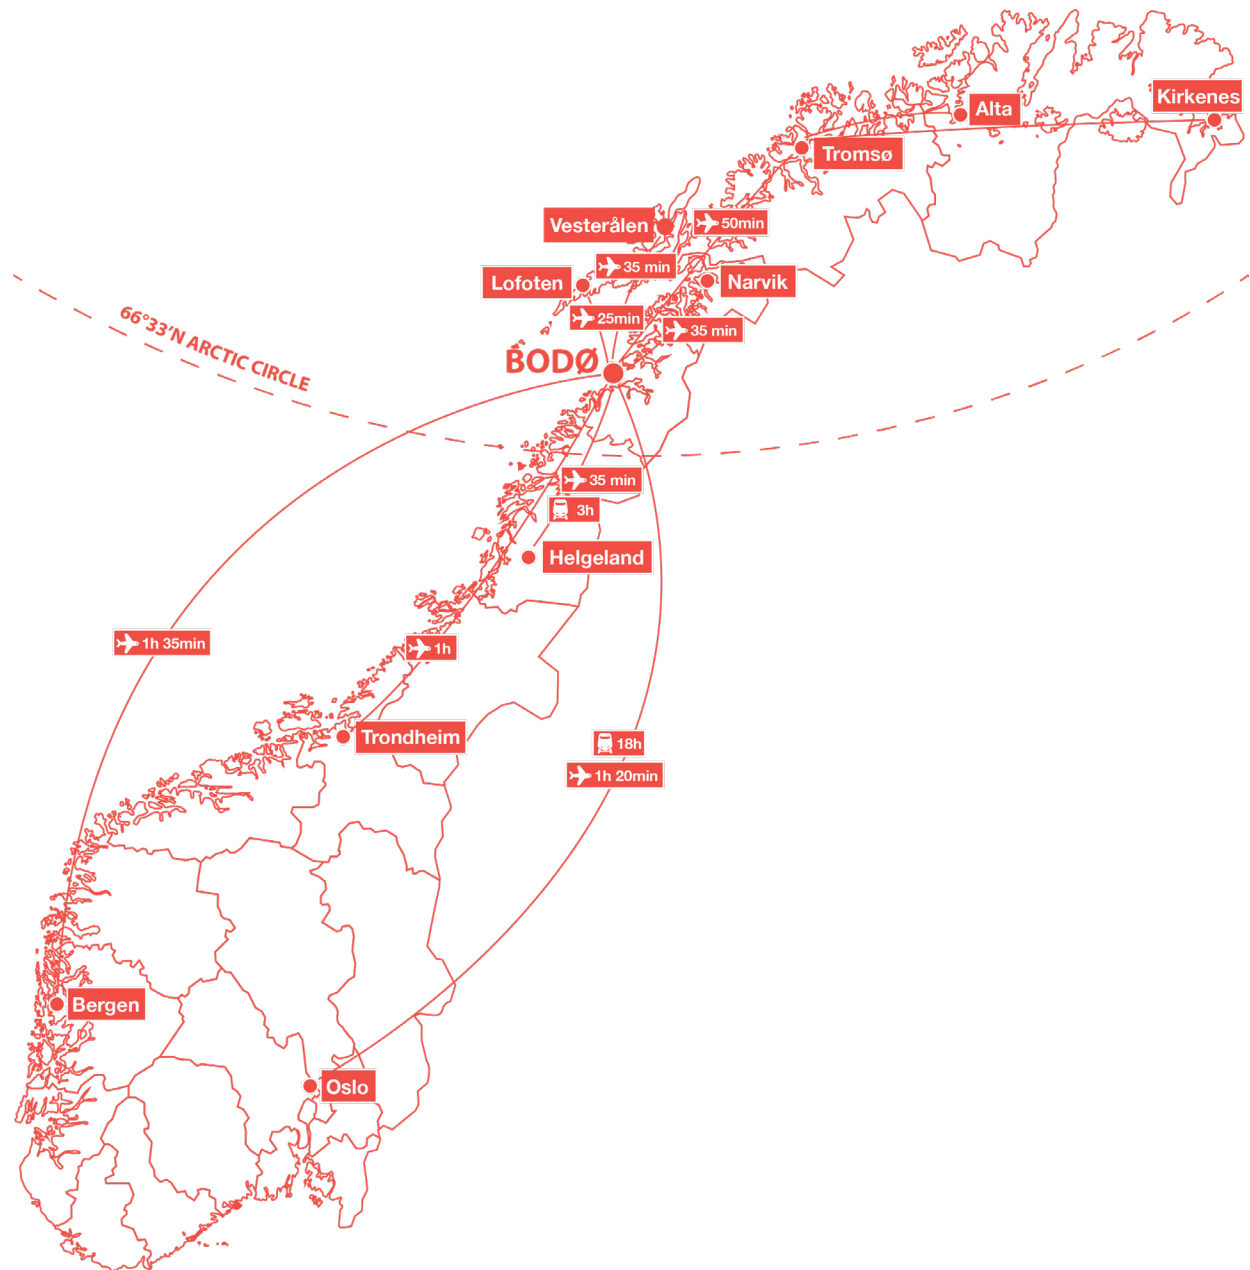 Kirkenes
Alta
Tromsø
Vesterålen
50min
35 min
Lofoten
Narvik
25min
35 min
66°33’N ARCTIC CIRCLE
BODØ
35 min
3h
Helgeland
1h 35min
1h
Trondheim
18h
1h 20min
Bergen
Oslo